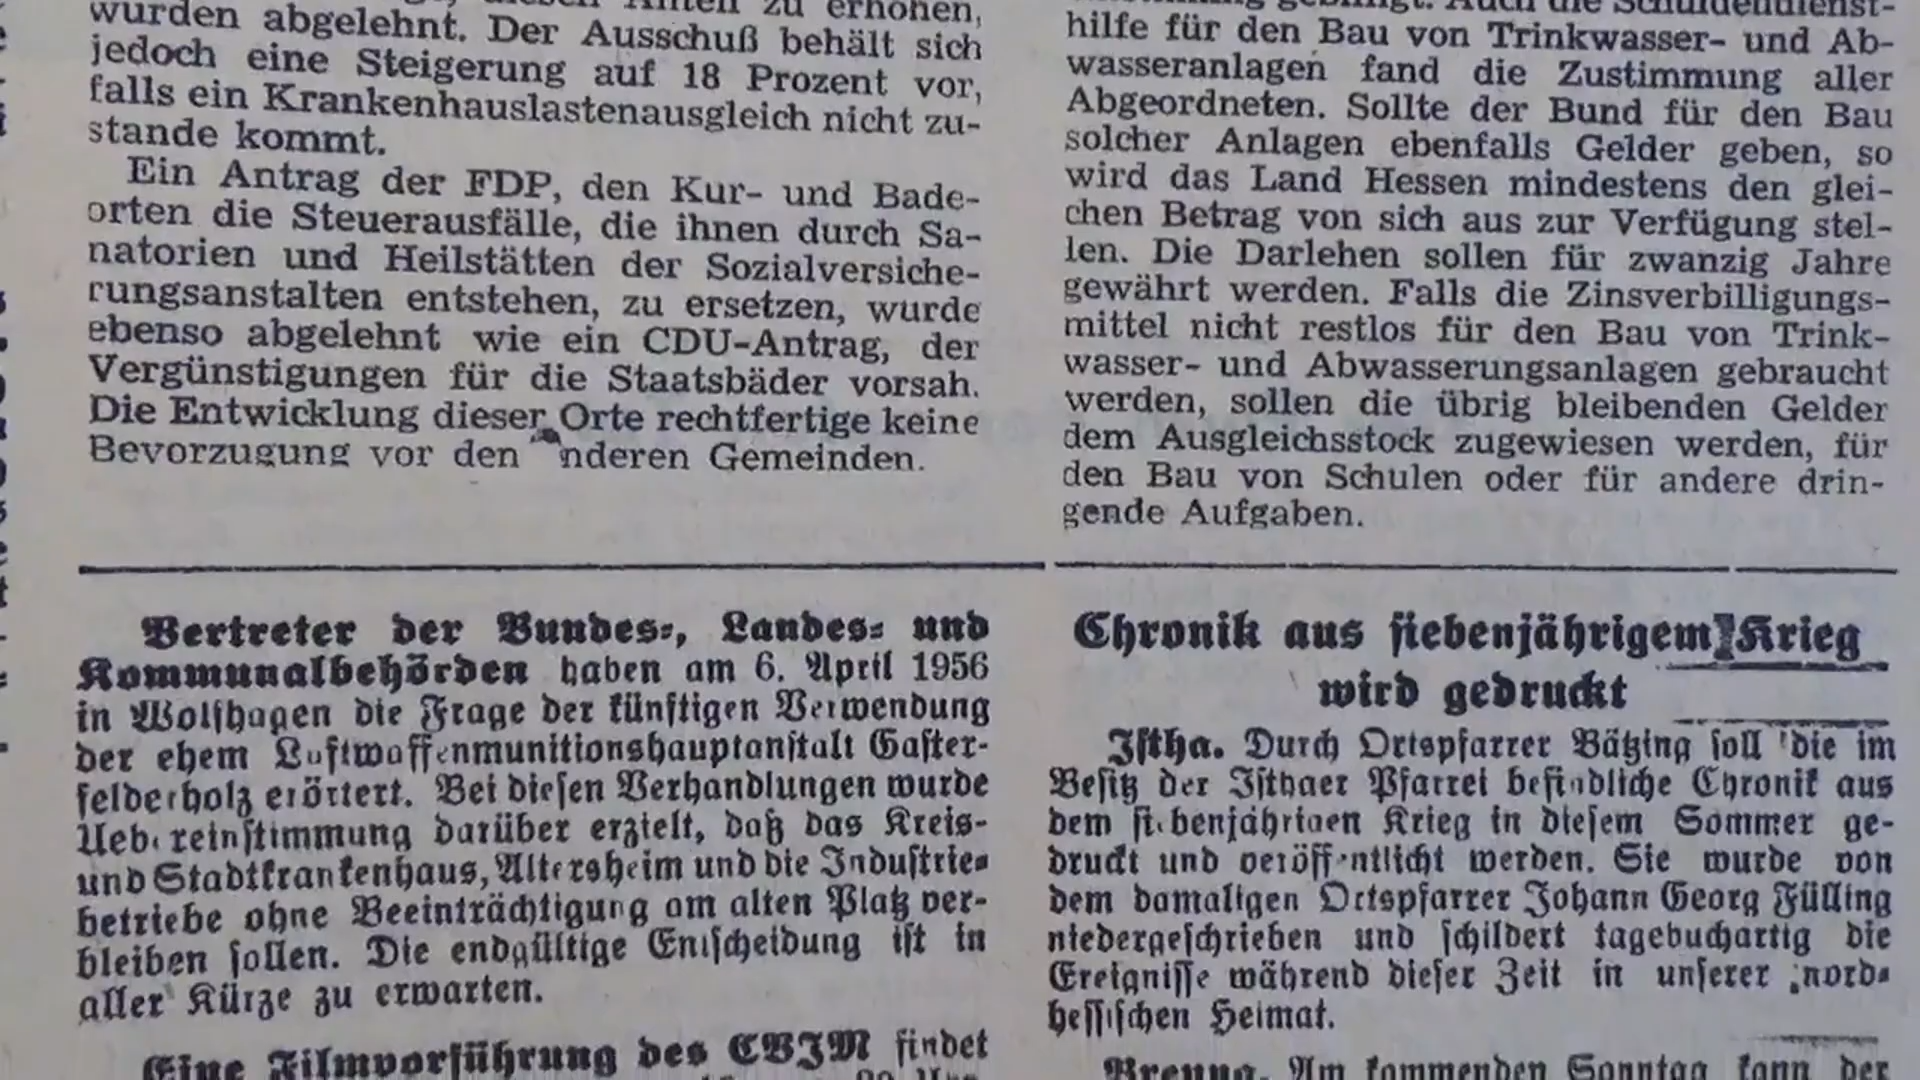 wurden abgelehnt. Der Ausschuß behält sich
jedoch eine Steigerung auf 18 Prozent vor,
falls ein Krankenhauslastenausgleich nicht zu-
stande kommt.
Ein Antrag der FDP, den Kur- und Bade-
orten die Steuerausfälle, die ihnen durch Sa-
natorien und Heilstätten der Sozialversiche-
rungsanstalten entstehen, zu ersetzen, wurde
ebenso abgelehnt wie ein CDU-Antrag, der
Vergünstigungen für die Staatsbäder vorsah.
Die Entwicklung dieser Orte rechtfertige keine
Bevorzugung vor den nderen Gemeinden.
Vertreter der Bundes-, Landes- und
Kommunalbehörden haben am 6. April 1956
in Wolfhagen die Frage der künftigen Verwendung
der ehem Luftwaffenmunitionshauptanstalt Gaster-
felderholz erörtert. Bei diesen Verhandlungen wurde
Uebereinstimmung darüber erzielt, daß das Kreis-
und Stadtkrankenhaus, Altersheim und die Industrie-
betriebe ohne Beeinträchtigung am alten Platz ver-
bleiben sollen. Die endgültige Entscheidung ist in
aller Kürze zu erwarten.
Eine Filmvorführung des CVJM findet
hilfe für den Bau von Trinkwasser- und Ab-
wasseranlagen fand die Zustimmung aller
Abgeordneten. Sollte der Bund für den Bau
solcher Anlagen ebenfalls Gelder geben, so
wird das Land Hessen mindestens den glei-
chen Betrag von sich aus zur Verfügung stel-
len. Die Darlehen sollen für zwanzig Jahre
gewährt werden. Falls die Zinsverbilligungs-
mittel nicht restlos für den Bau von Trink-
wasser- und Abwasserungsanlagen gebraucht
werden, sollen die übrig bleibenden Gelder
dem Ausgleichsstock zugewiesen werden, für
den Bau von Schulen oder für andere drin-
gende Aufgaben.
Chronik aus siebenjährigem Krieg
wird gedruckt
Istha. Durch Ortspfarrer Bätzing soll die im
Besitz der Isthaer Pfarrei befindliche Chronik aus
dem siebenjährigen Krieg in diesem Sommer ge-
druckt und veröffentlicht werden. Sie wurde von
dem damaligen Ortspfarrer Johann Georg Fülling
niedergeschrieben und schildert tagebuchartig die
Ereignisse während dieser Zeit in unserer nord-
hessischen Heimat.
Am kommenden Sonntag kann der